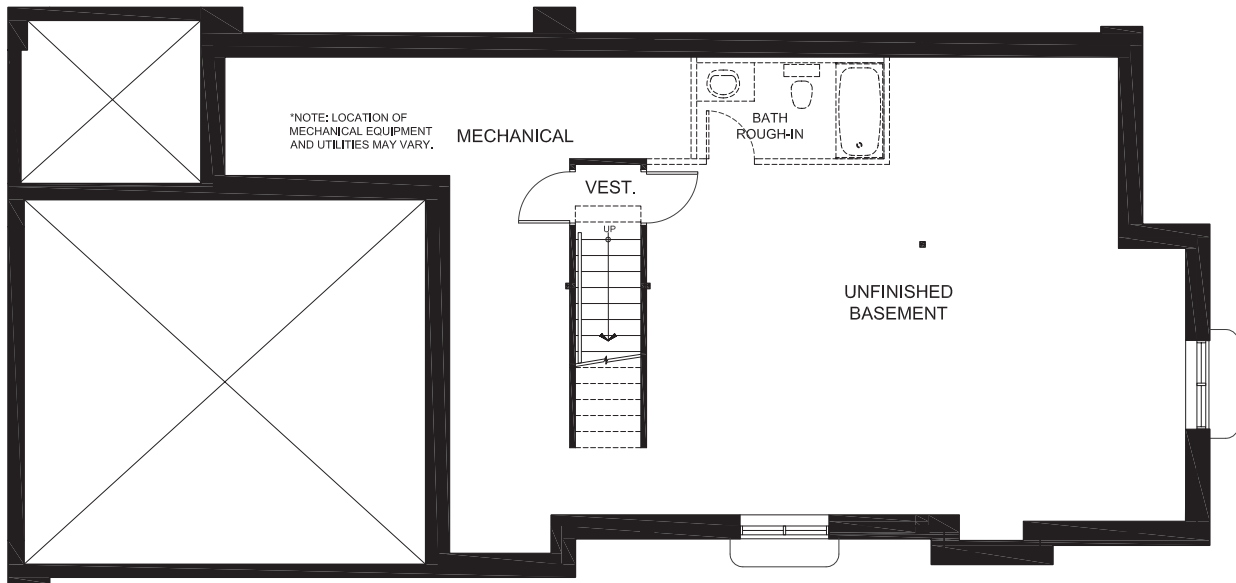 *NOTE: LOCATION OF
MECHANICAL EQUIPMENT
AND UTILITIES MAY VARY.
MECHANICAL
BATH
ROUGH-IN
VEST.
UP
UNFINISHED
BASEMENT